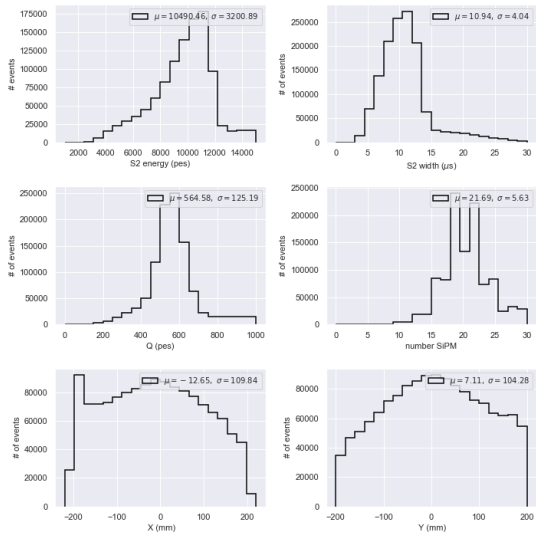 μ = 10490.46, σ = 3200.89
175000
150000
125000
100000
75000
50000
25000
0
# of events
2000 4000 6000 8000 10000 12000 14000
S2 energy (pes)
μ = 10.94, σ = 4.04
250000
200000
150000
100000
50000
0
# of events
0 5 10 15 20 25 30
S2 width (μs)
μ = 564.58, σ = 125.19
250000
200000
150000
100000
50000
0
# of events
0 200 400 600 800 1000
Q (pes)
μ = 21.69, σ = 5.63
250000
200000
150000
100000
50000
0
# of events
0 5 10 15 20 25 30
number SiPM
μ = −12.65, σ = 109.84
80000
60000
40000
20000
0
# of events
−200 −100 0 100 200
X (mm)
μ = 7.11, σ = 104.28
80000
60000
40000
20000
0
# of events
−200 −100 0 100 200
Y (mm)